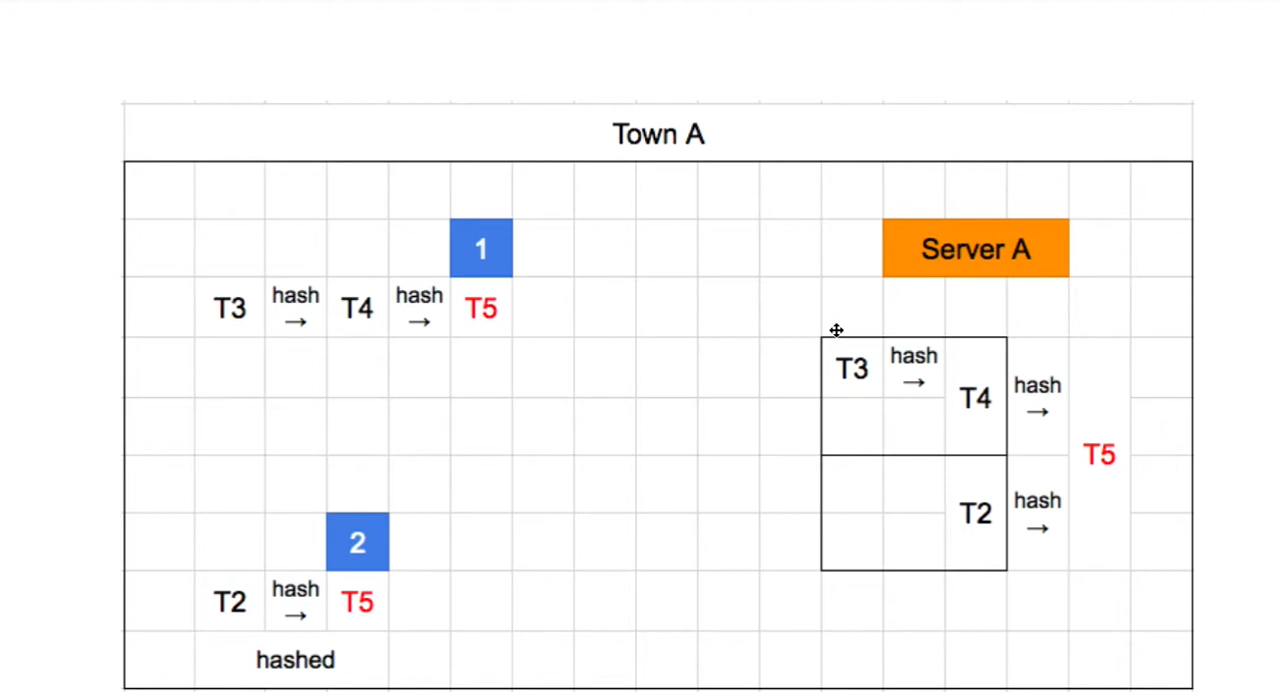 Town A
1
Server A
T3 hash → T4 hash → T5
T3 hash →
T4 hash →
T5
T2 hash →
2
T2 hash → T5
hashed